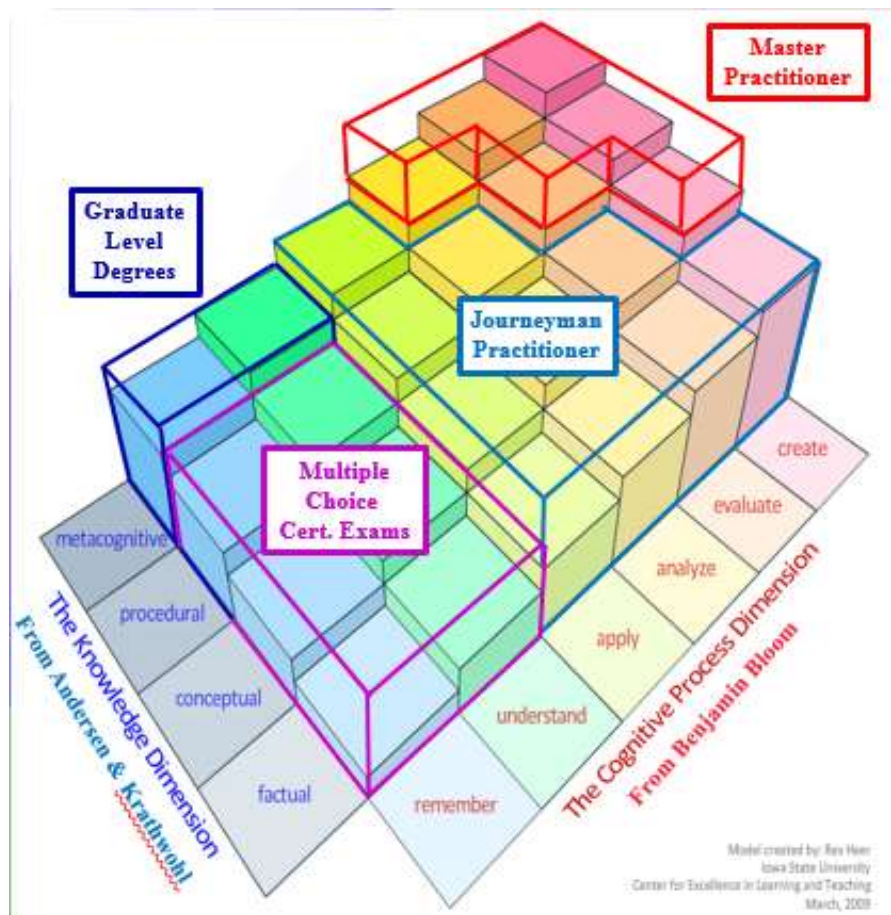 Master
Practitioner
Graduate
Level
Degrees
Journeyman
Practitioner
Multiple
Choice
Cert. Exams
metacognitive
procedural
conceptual
factual
The Knowledge Dimension
From Andersen & Krathwohl
remember
understand
apply
analyze
evaluate
create
The Cognitive Process Dimension
From Benjamin Bloom
Model created by: Rex Heer
Iowa State University
Center for Excellence in Learning and Teaching
March, 2009